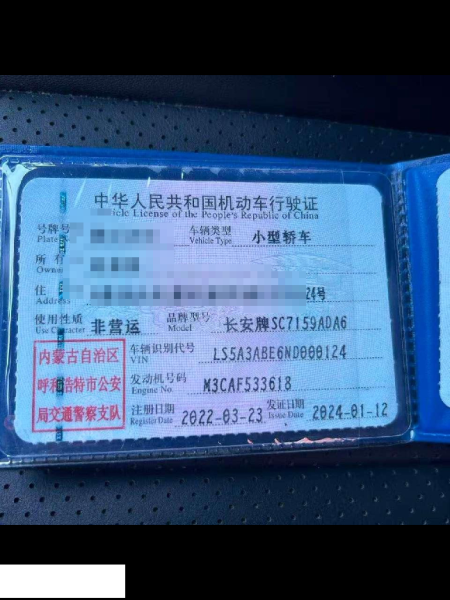 中华人民共和国机动车行驶证
icle License of the People's Republic of China
号牌号
Plate
车辆类型
Vehicle Type
小型轿车
所有
Owner
住
Address
24号
使用性质
Use Character
非营运
品牌型号
Model
长安牌SC7159ADA6
内蒙古自治区
呼和浩特市公安
局交通警察支队
车辆识别代号
VIN
LS5A3ABE6ND000124
发动机号码
Engine No.
M3CAF533618
注册日期
Register Date
2022-03-23
发证日期
Issue Date
2024-01-12